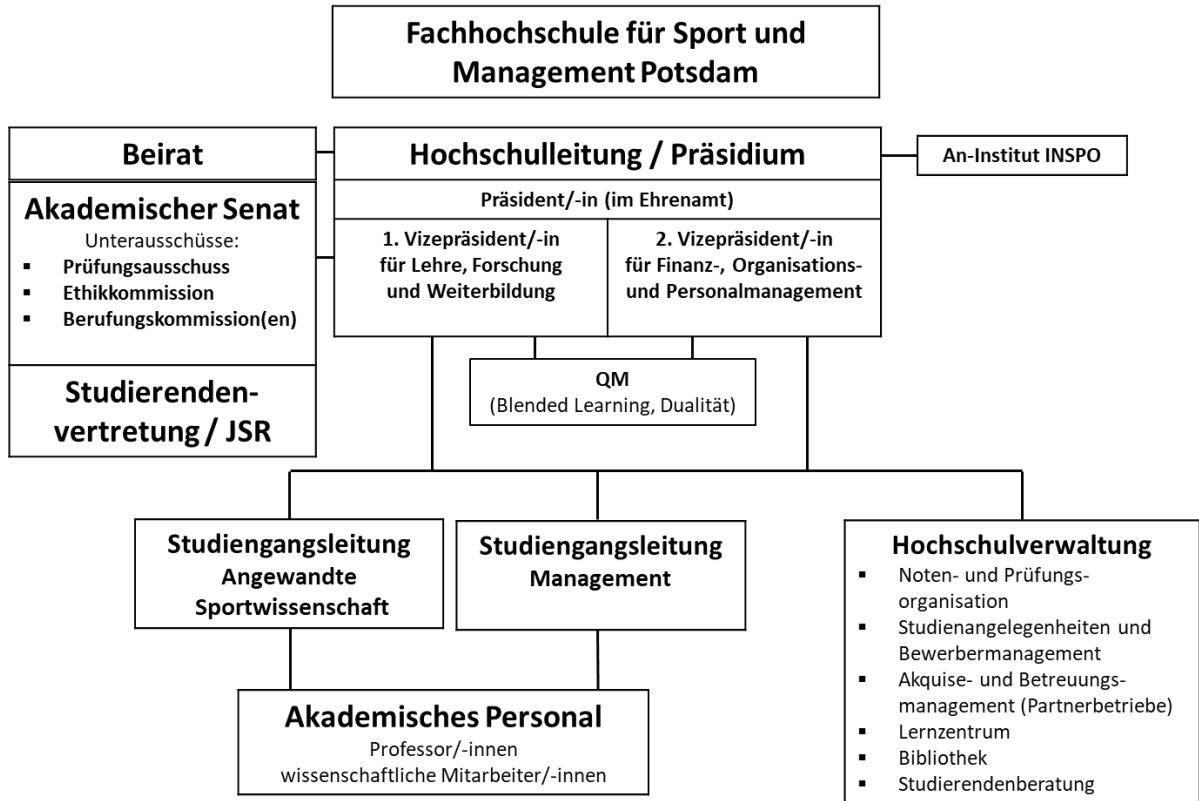 Fachhochschule für Sport und
Management Potsdam
Beirat
Akademischer Senat
Unterausschüsse:
▪ Prüfungsausschuss
▪ Ethikkommission
▪ Berufungskommission(en)
Studierenden-
vertretung / JSR
Hochschulleitung / Präsidium
Präsident/-in (im Ehrenamt)
1. Vizepräsident/-in
für Lehre, Forschung
und Weiterbildung
2. Vizepräsident/-in
für Finanz-, Organisations-
und Personalmanagement
An-Institut INSPO
QM
(Blended Learning, Dualität)
Studiengangsleitung
Angewandte
Sportwissenschaft
Studiengangsleitung
Management
Hochschulverwaltung
▪ Noten- und Prüfungs-
organisation
▪ Studienangelegenheiten und
Bewerbermanagement
▪ Akquise- und Betreuungs-
management (Partnerbetriebe)
▪ Lernzentrum
▪ Bibliothek
▪ Studierendenberatung
Akademisches Personal
Professor/-innen
wissenschaftliche Mitarbeiter/-innen